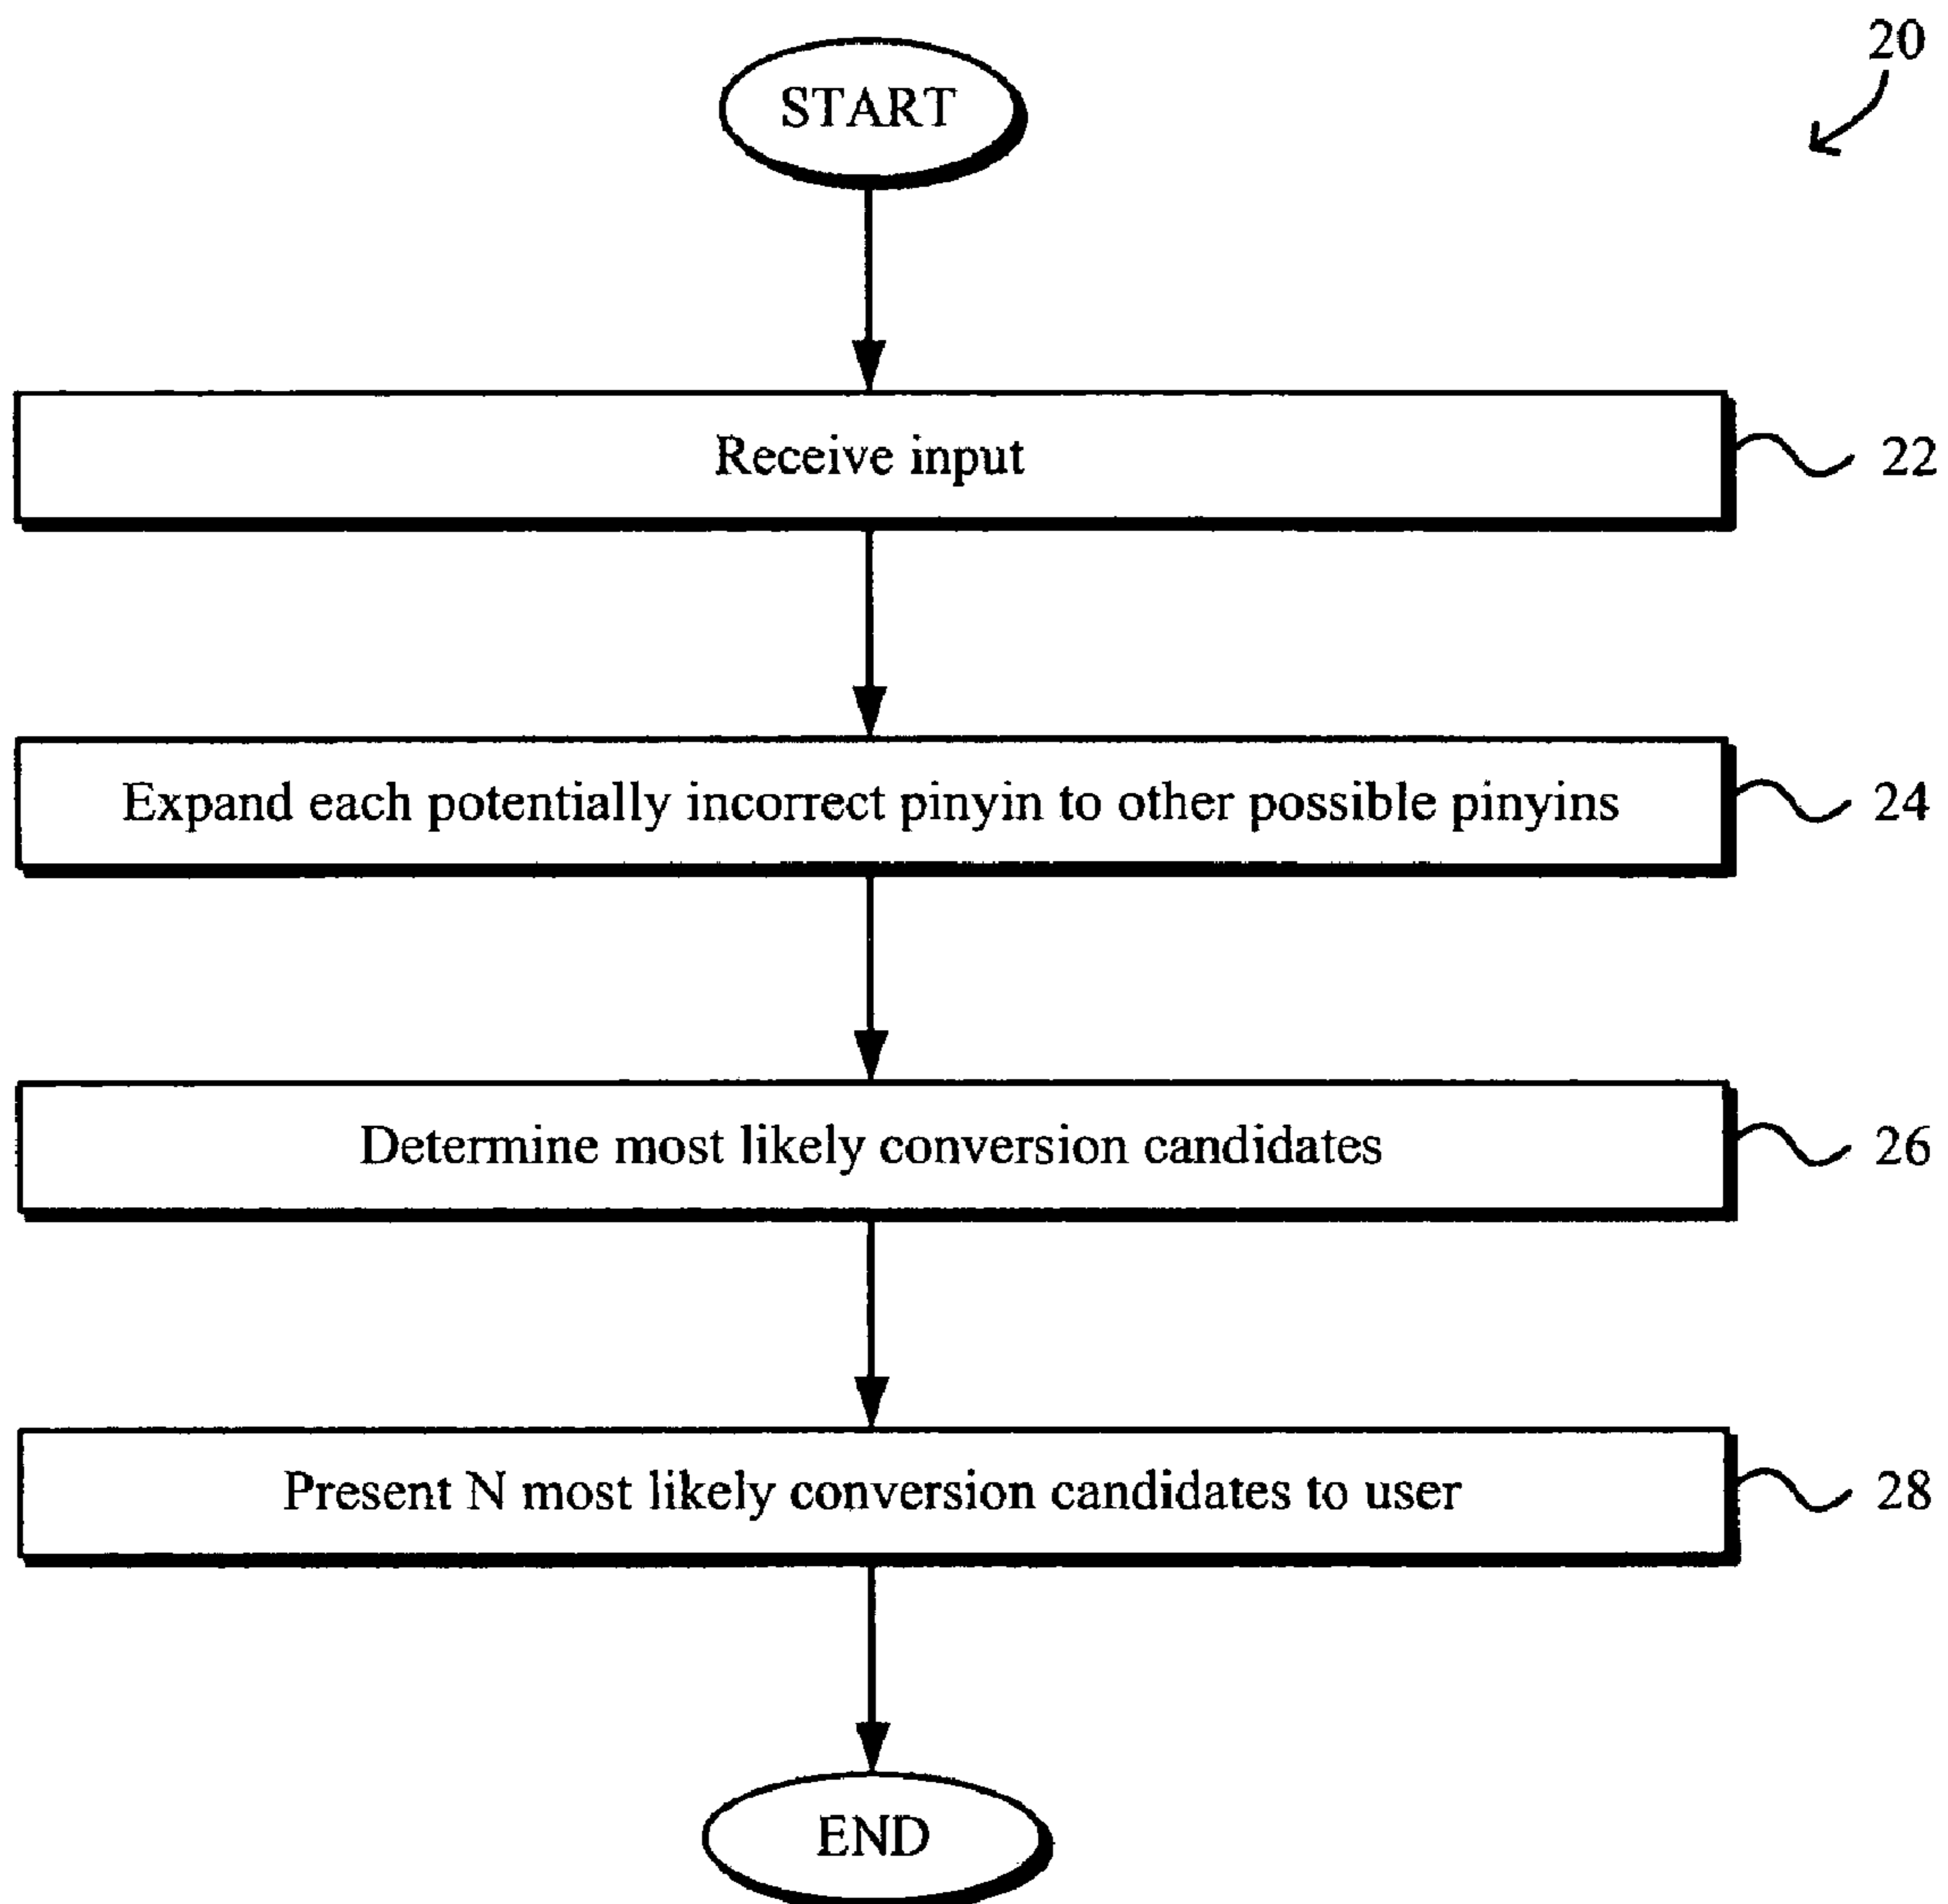 20
START
Receive input
22
Expand each potentially incorrect pinyin to other possible pinyins
24
Determine most likely conversion candidates
26
Present N most likely conversion candidates to user
28
END